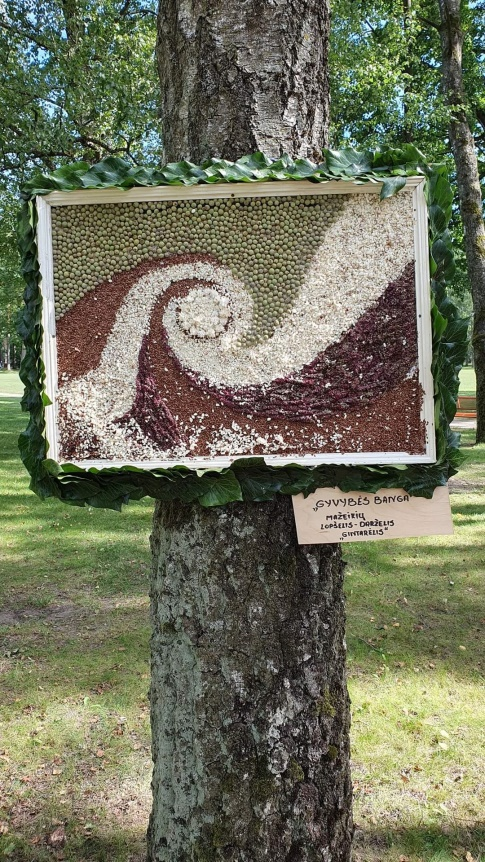 „GYVYBĖS BANGA"
MAŽEIKIŲ
LOPŠELIS-DARŽELIS
„GINTARĖLIS"